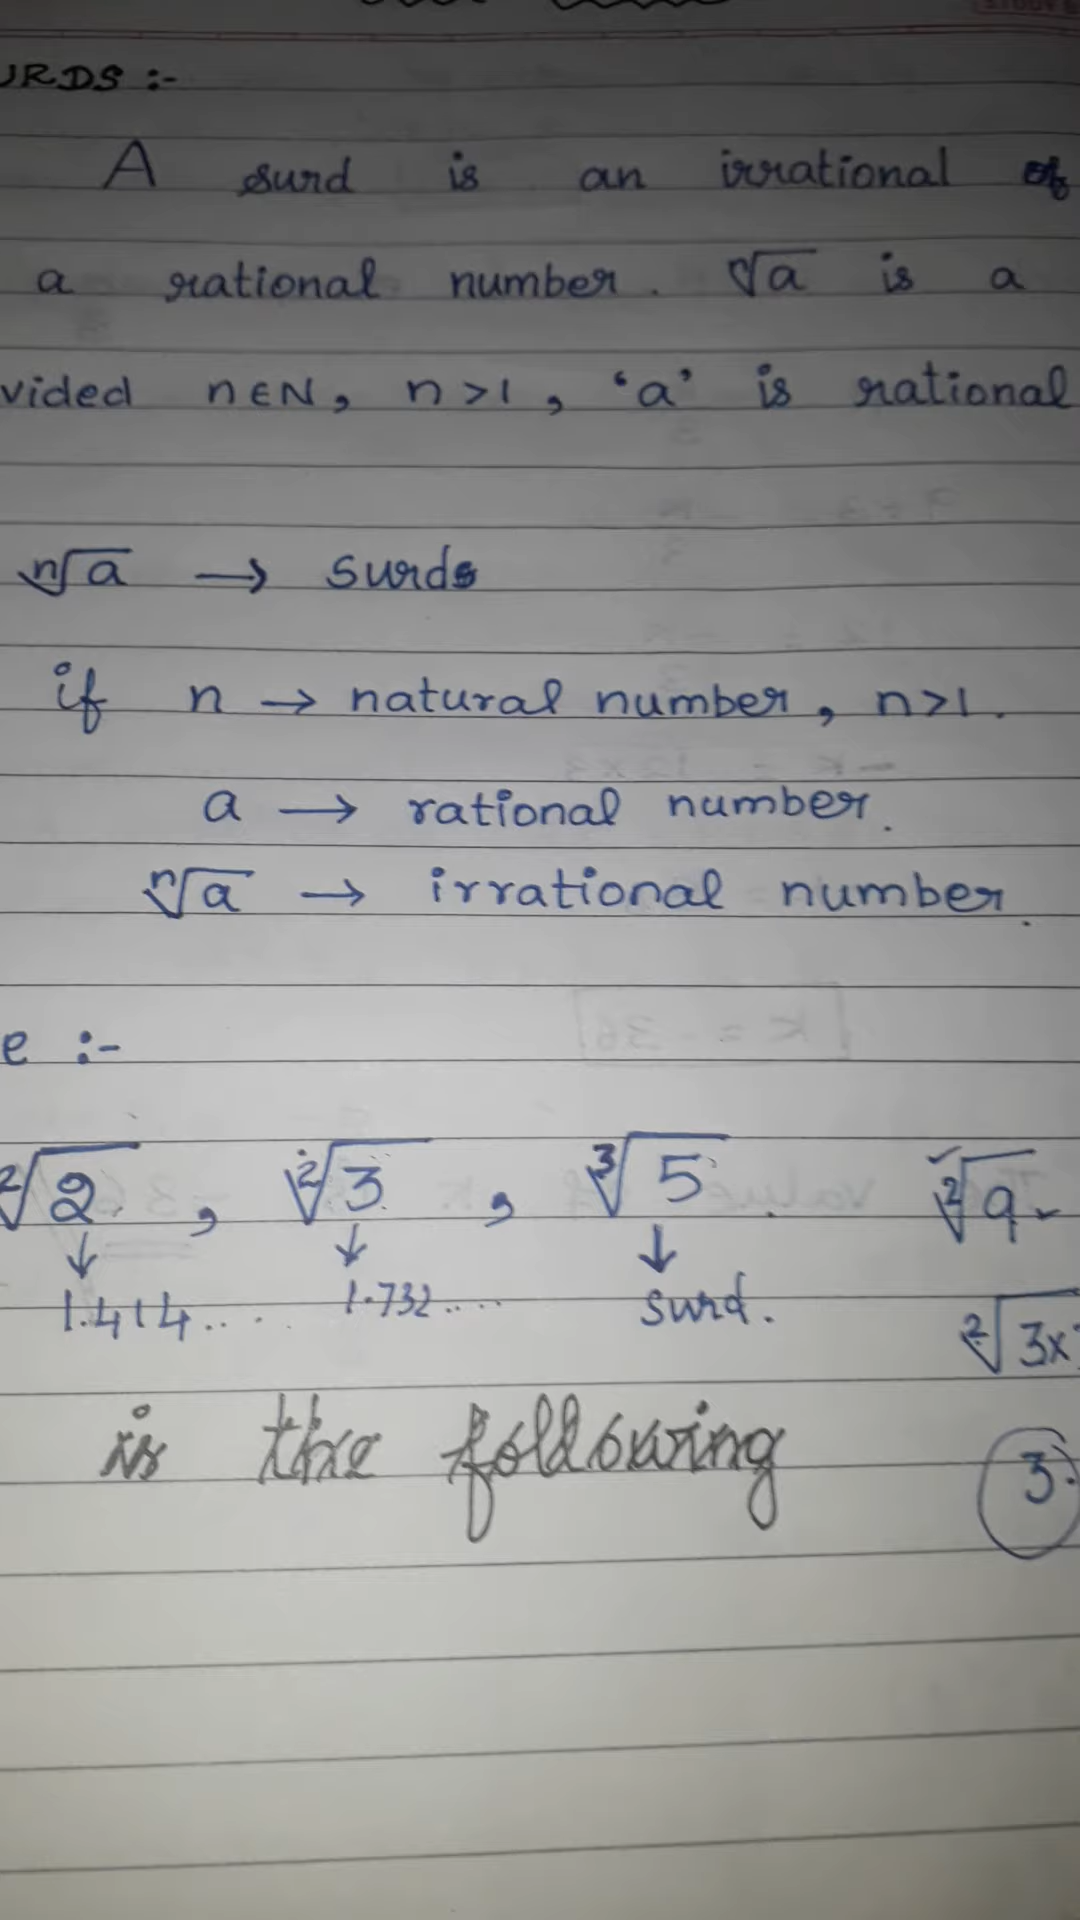 URDS :-
A surd is an irrational of
a rational number. ⁿ√a is a
vided n∈N, n>1, 'a' is rational
ⁿ√a → surds
if n → natural number, n>1.
a → rational number.
ⁿ√a → irrational number.
e :-
²√2, ²√3, ³√5. ²√9
↓ ↓ ↓
1.414.... 1.732.... surd. ²√3x
is the following 3